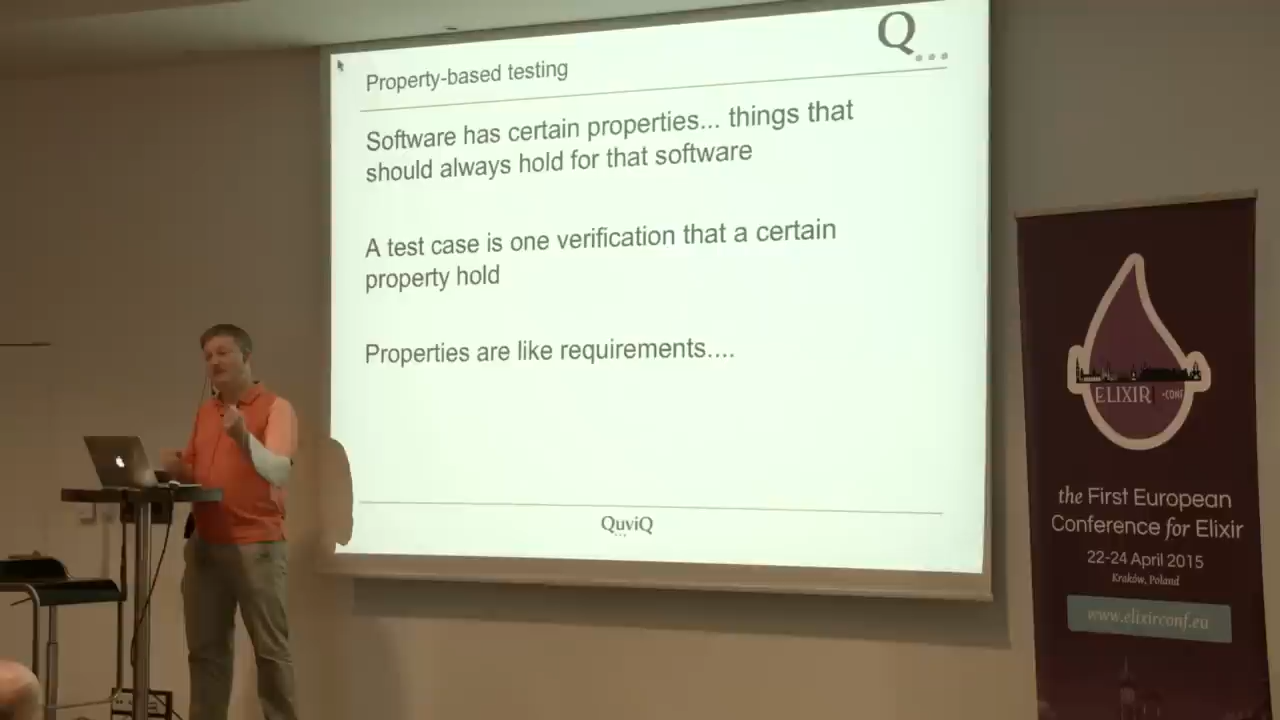 Q...
Property-based testing
Software has certain properties... things that
should always hold for that software
A test case is one verification that a certain
property hold
Properties are like requirements....
QuviQ
...
ELIXIR -CONF
the First European
Conference for Elixir
22-24 April 2015
Kraków, Poland
www.elixirconf.eu